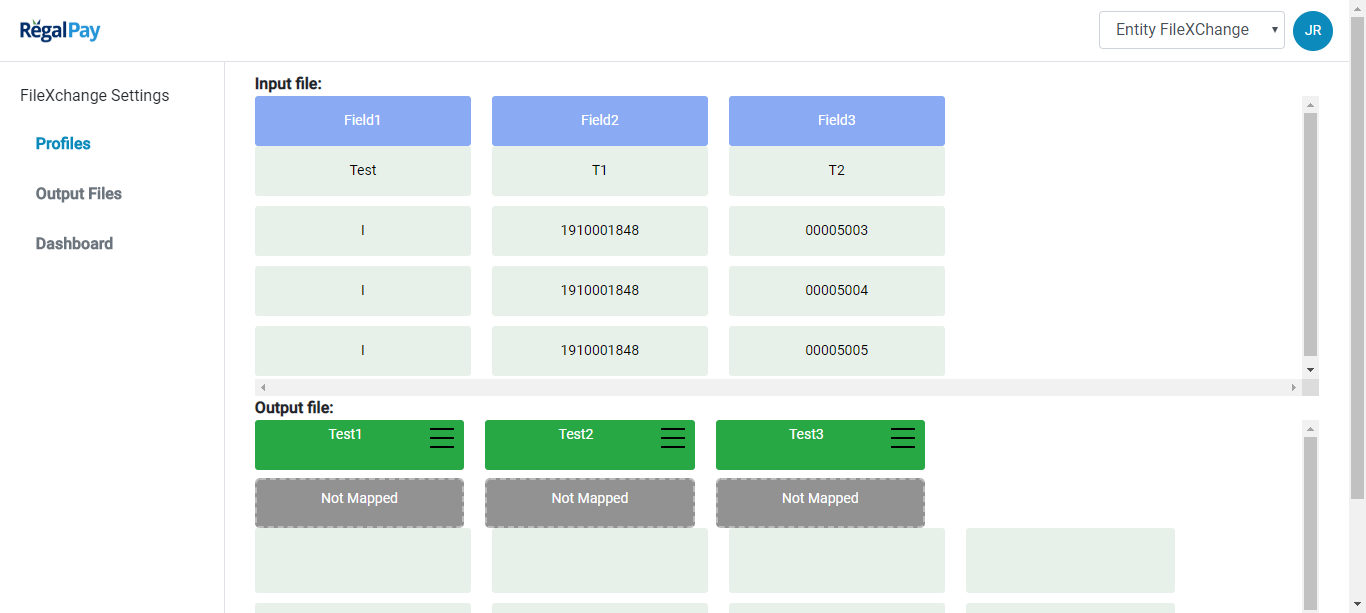 RegalPay
Entity FileXChange
JR
FileXchange Settings
Profiles
Output Files
Dashboard
Input file:
Field1 Field2 Field3
Test T1 T2
I 1910001848 00005003
I 1910001848 00005004
I 1910001848 00005005
Output file:
Test1 Test2 Test3
Not Mapped Not Mapped Not Mapped